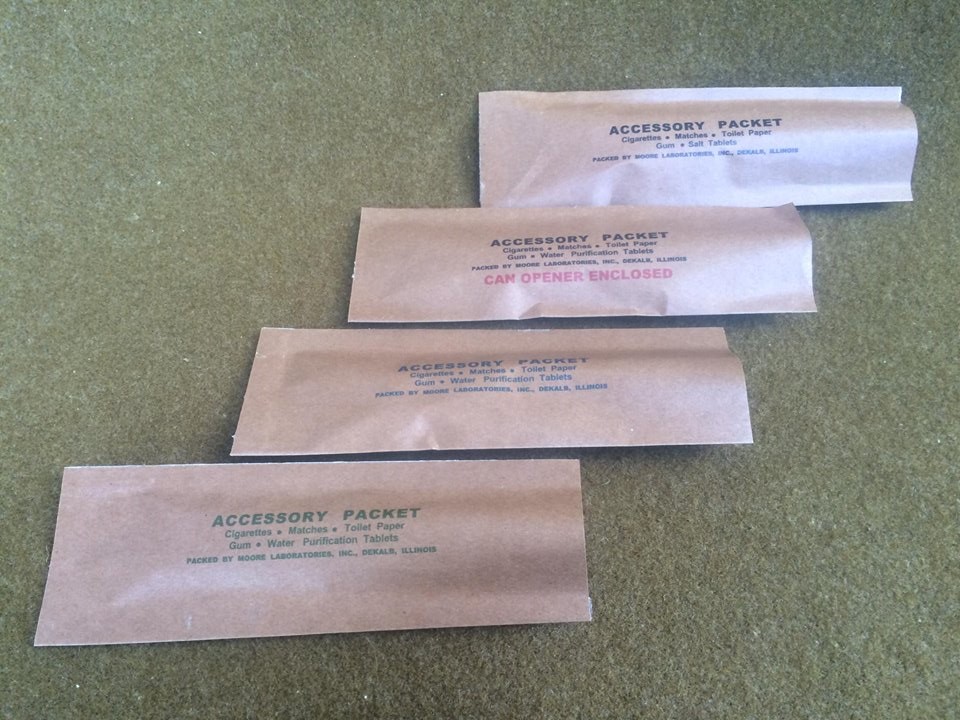 ACCESSORY PACKET
Cigarettes • Matches • Toilet Paper
Gum • Salt Tablets
PACKED BY MOORE LABORATORIES, INC., DEKALB, ILLINOIS
ACCESSORY PACKET
Cigarettes • Matches • Toilet Paper
Gum • Water Purification Tablets
PACKED BY MOORE LABORATORIES, INC., DEKALB, ILLINOIS
CAN OPENER ENCLOSED
ACCESSORY PACKET
Cigarettes • Matches • Toilet Paper
Gum • Water Purification Tablets
PACKED BY MOORE LABORATORIES, INC., DEKALB, ILLINOIS
ACCESSORY PACKET
Cigarettes • Matches • Toilet Paper
Gum • Water Purification Tablets
PACKED BY MOORE LABORATORIES, INC., DEKALB, ILLINOIS